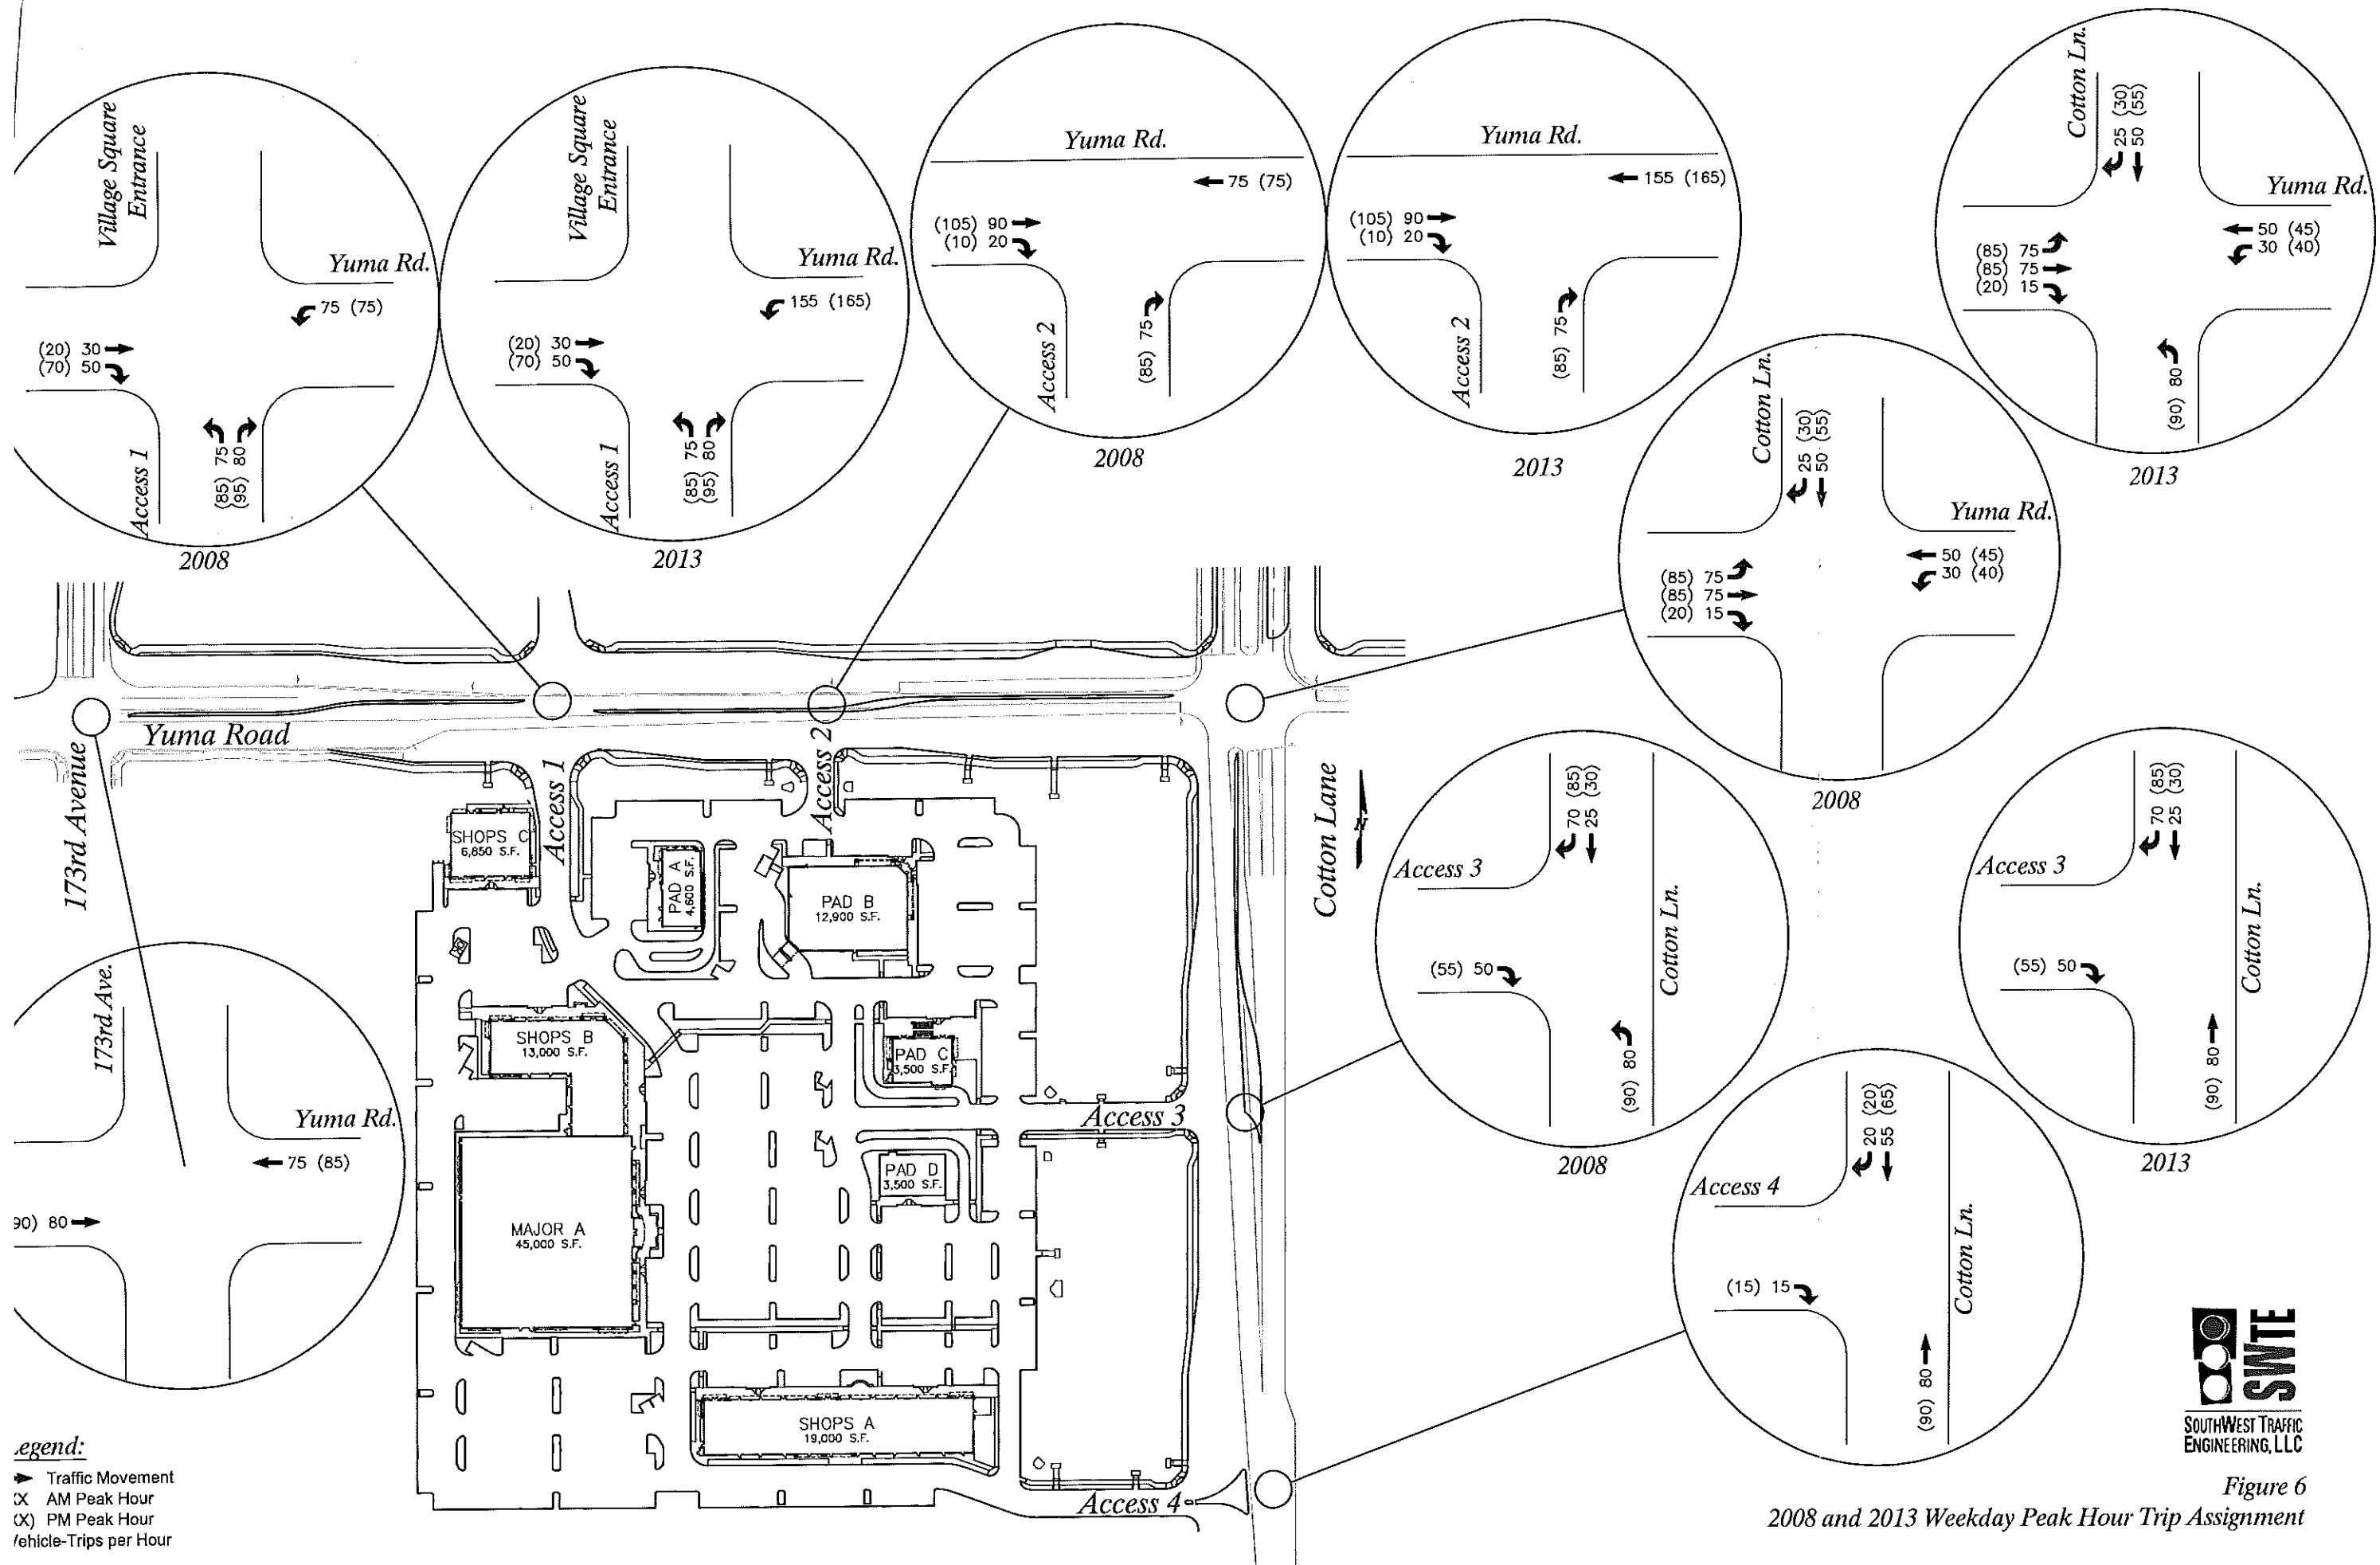 Village Square
Entrance
Yuma Rd.
75 (75)
(20) 30
(70) 50
(85) 75
(95) 80
Access 1
2008
Village Square
Entrance
Yuma Rd.
155 (165)
(20) 30
(70) 50
(85) 75
(95) 80
Access 1
2013
Yuma Rd.
75 (75)
(105) 90
(10) 20
(85) 75
Access 2
2008
Yuma Rd.
155 (165)
(105) 90
(10) 20
(85) 75
Access 2
2013
Cotton Ln.
25 (30)
50 (55)
Yuma Rd.
50 (45)
30 (40)
(85) 75
(85) 75
(20) 15
(90) 80
2013
Cotton Ln.
25 (30)
50 (55)
Yuma Rd.
50 (45)
30 (40)
(85) 75
(85) 75
(20) 15
2008
Yuma Road
173rd Avenue
Access 1
Access 2
Cotton Lane
N
SHOPS C
6,850 S.F.
PAD A
4,600 S.F.
PAD B
12,900 S.F.
SHOPS B
13,000 S.F.
PAD C
3,500 S.F.
Access 3
PAD D
3,500 S.F.
MAJOR A
45,000 S.F.
SHOPS A
19,000 S.F.
Access 4
173rd Ave.
Yuma Rd.
75 (85)
90) 80
70 (85)
25 (30)
Access 3
Cotton Ln.
(55) 50
(90) 80
2008
70 (85)
25 (30)
Access 3
Cotton Ln.
(55) 50
(90) 80
2013
20 (20)
55 (65)
Access 4
Cotton Ln.
(15) 15
(90) 80
egend:
Traffic Movement
X AM Peak Hour
X) PM Peak Hour
ehicle-Trips per Hour
SWTE
SOUTHWEST TRAFFIC
ENGINEERING, LLC
Figure 6
2008 and 2013 Weekday Peak Hour Trip Assignment